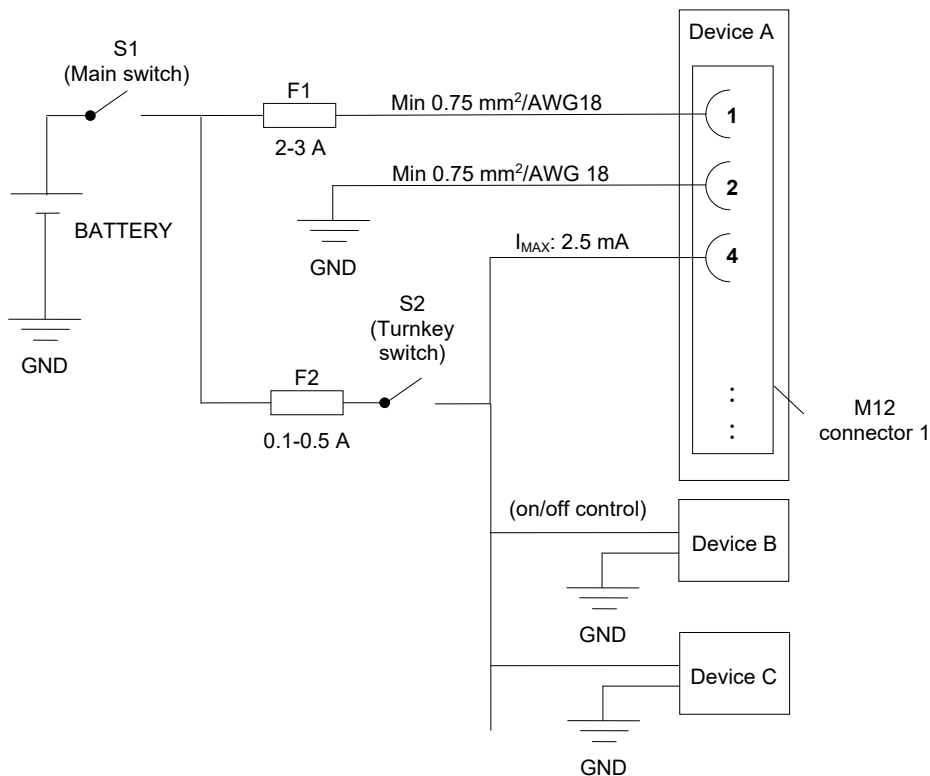 Device A
S1
(Main switch)
F1
2-3 A
Min 0.75 mm²/AWG18
1
Min 0.75 mm²/AWG 18
2
BATTERY
GND
I_MAX: 2.5 mA
4
GND
S2
(Turnkey
switch)
F2
0.1-0.5 A
M12
connector 1
(on/off control)
Device B
GND
Device C
GND